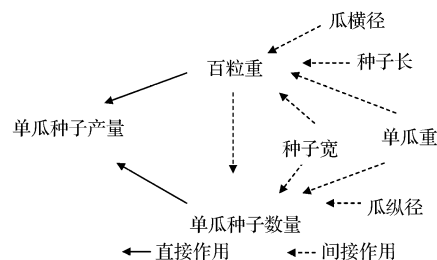 瓜横径
百粒重
种子长
单瓜种子产量
单瓜重
种子宽
瓜纵径
单瓜种子数量
直接作用
间接作用